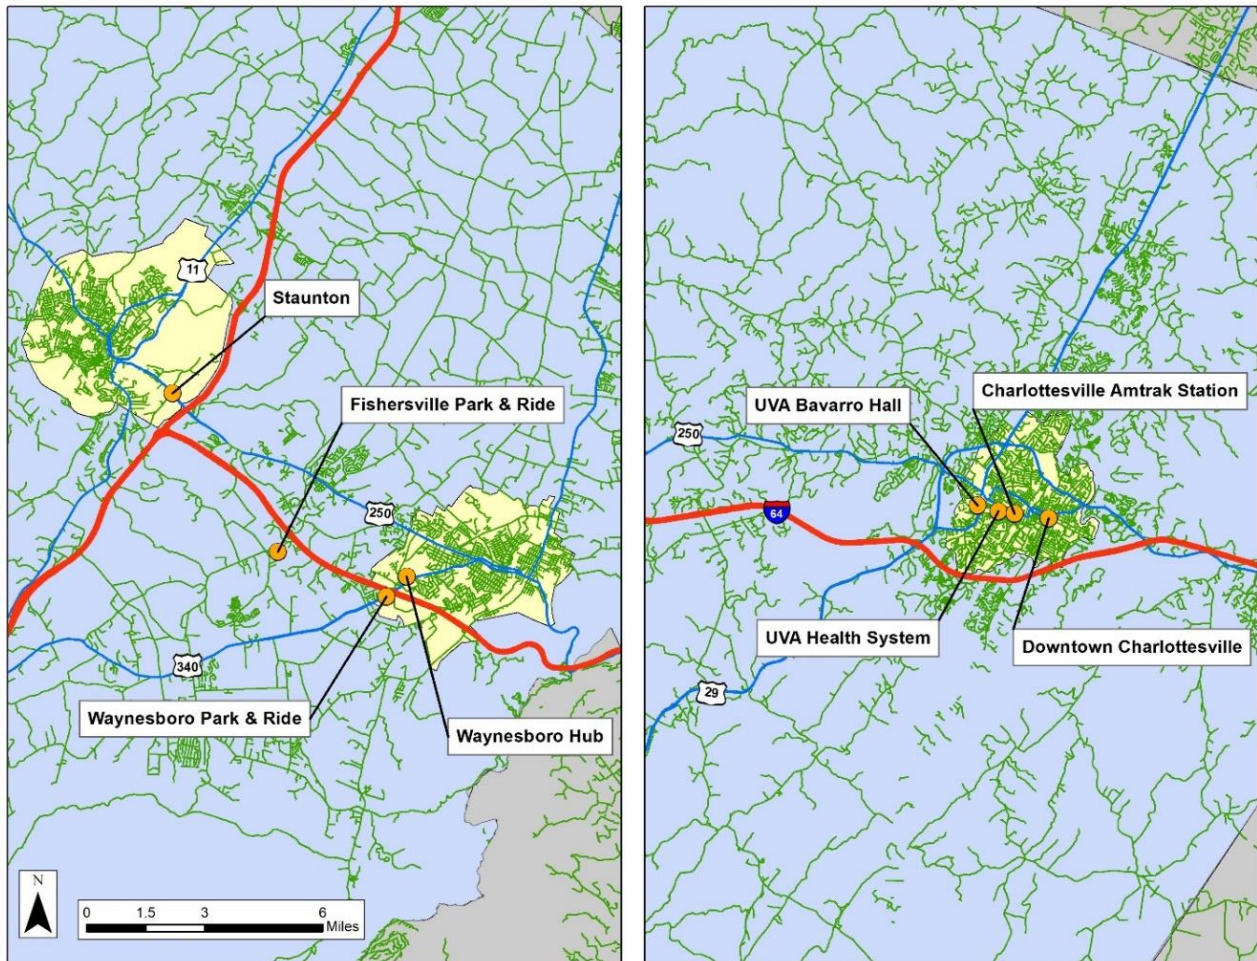 11
Staunton
Fishersville Park & Ride
250
340
Waynesboro Park & Ride
Waynesboro Hub
N
0 1.5 3 6
Miles
Charlottesville Amtrak Station
UVA Bavarro Hall
250
64
UVA Health System
Downtown Charlottesville
29